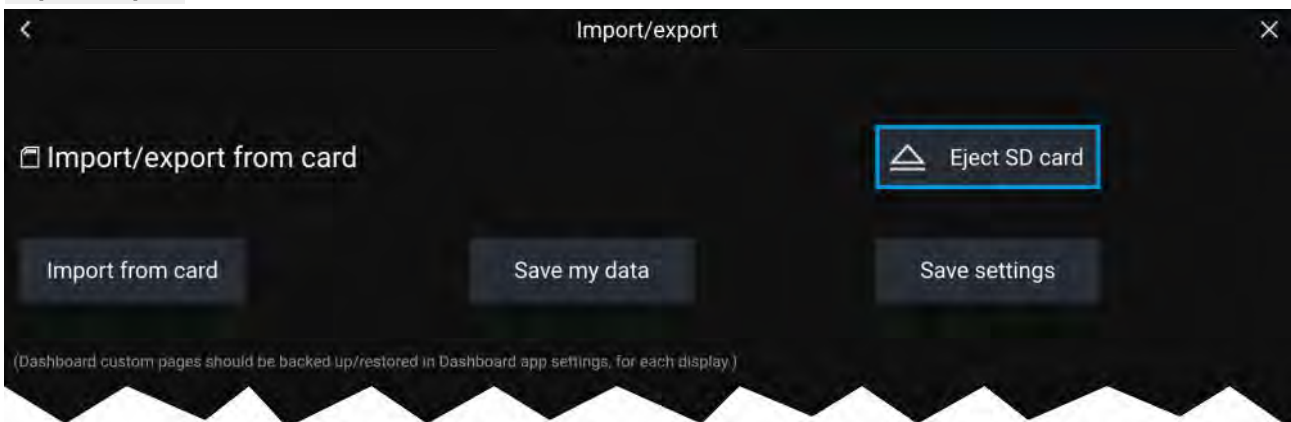 Import/export
Import/export from card
Eject SD card
Import from card
Save my data
Save settings
(Dashboard custom pages should be backed up/restored in Dashboard app settings, for each display.)